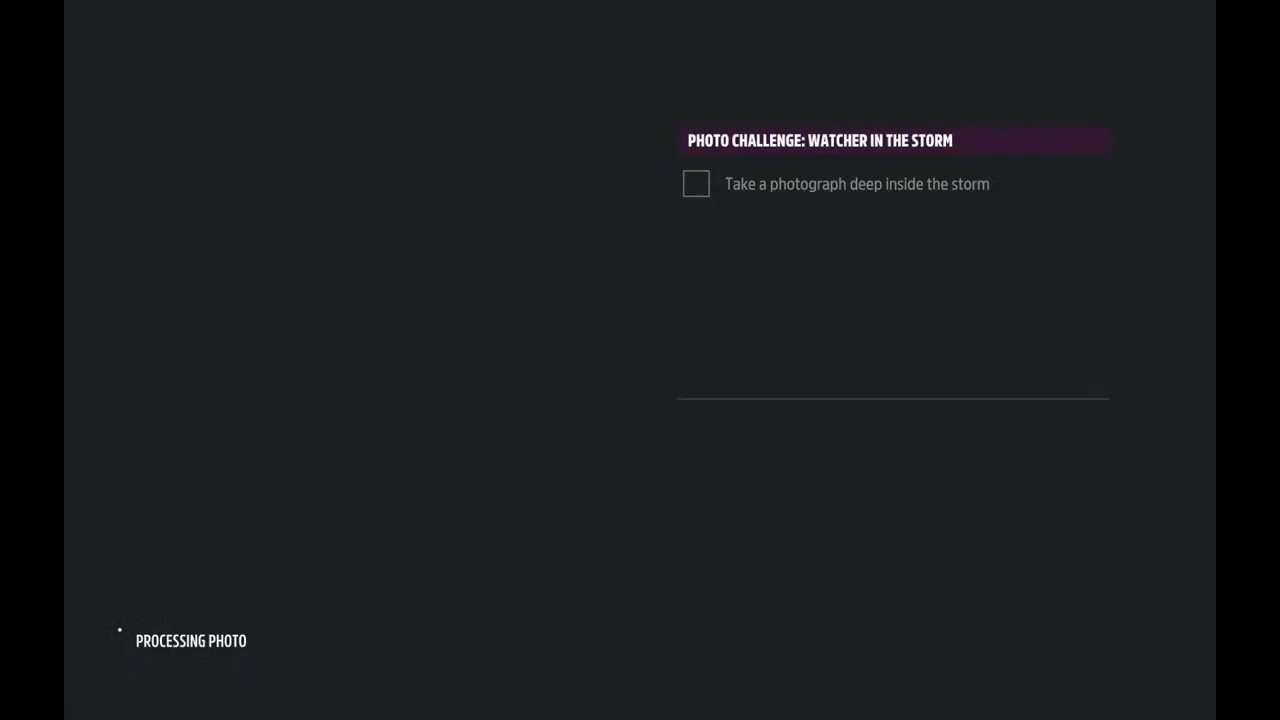 PHOTO CHALLENGE: WATCHER IN THE STORM
Take a photograph deep inside the storm
PROCESSING PHOTO